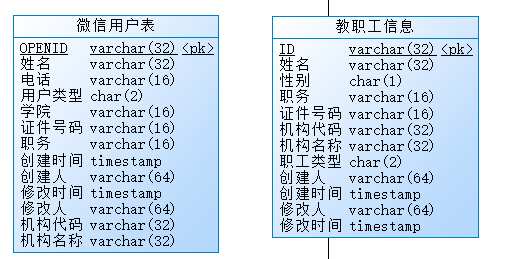 微信用户表
OPENID varchar(32) <pk>
姓名 varchar(32)
电话 varchar(16)
用户类型 char(2)
学院 varchar(16)
证件号码 varchar(16)
职务 varchar(16)
创建时间 timestamp
创建人 varchar(64)
修改时间 timestamp
修改人 varchar(64)
机构代码 varchar(32)
机构名称 varchar(32)
教职工信息
ID varchar(32) <pk>
姓名 varchar(32)
性别 char(1)
职务 varchar(16)
证件号码 varchar(16)
机构代码 varchar(32)
机构名称 varchar(32)
职工类型 char(2)
创建人 varchar(64)
创建时间 timestamp
修改人 varchar(64)
修改时间 timestamp